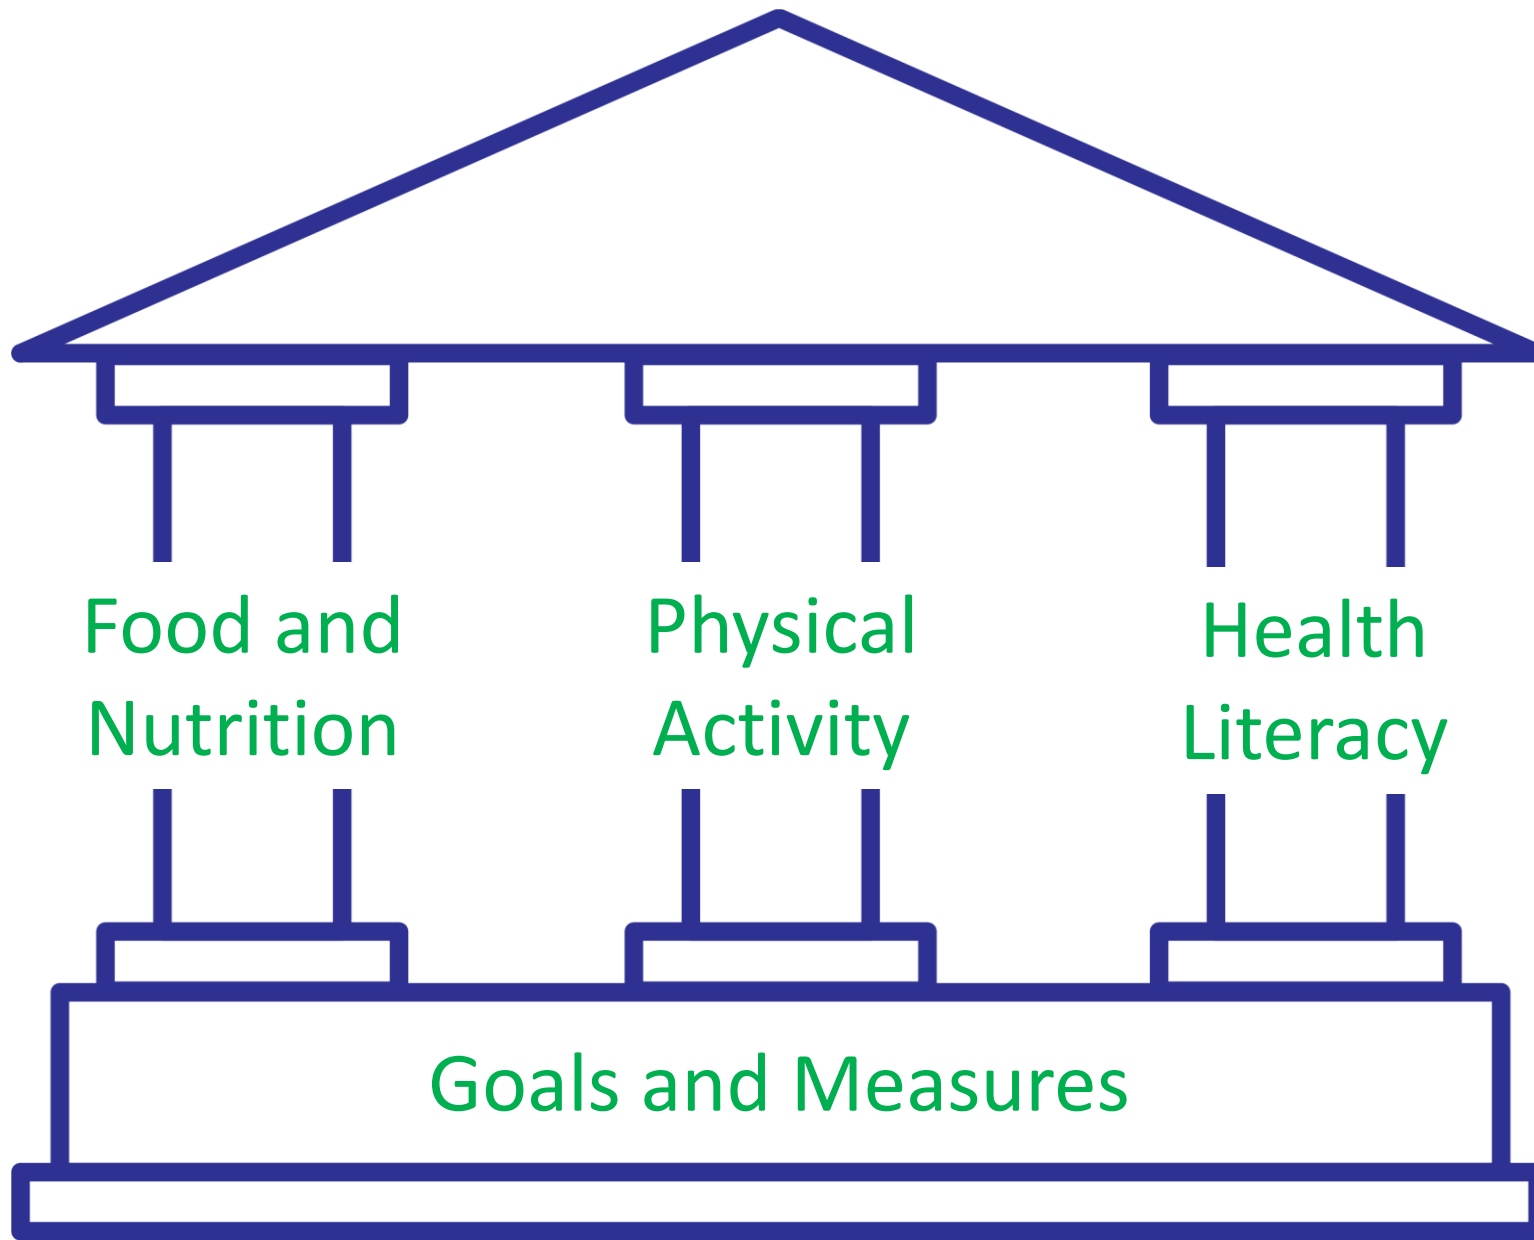 Food and
Nutrition
Physical
Activity
Health
Literacy
Goals and Measures